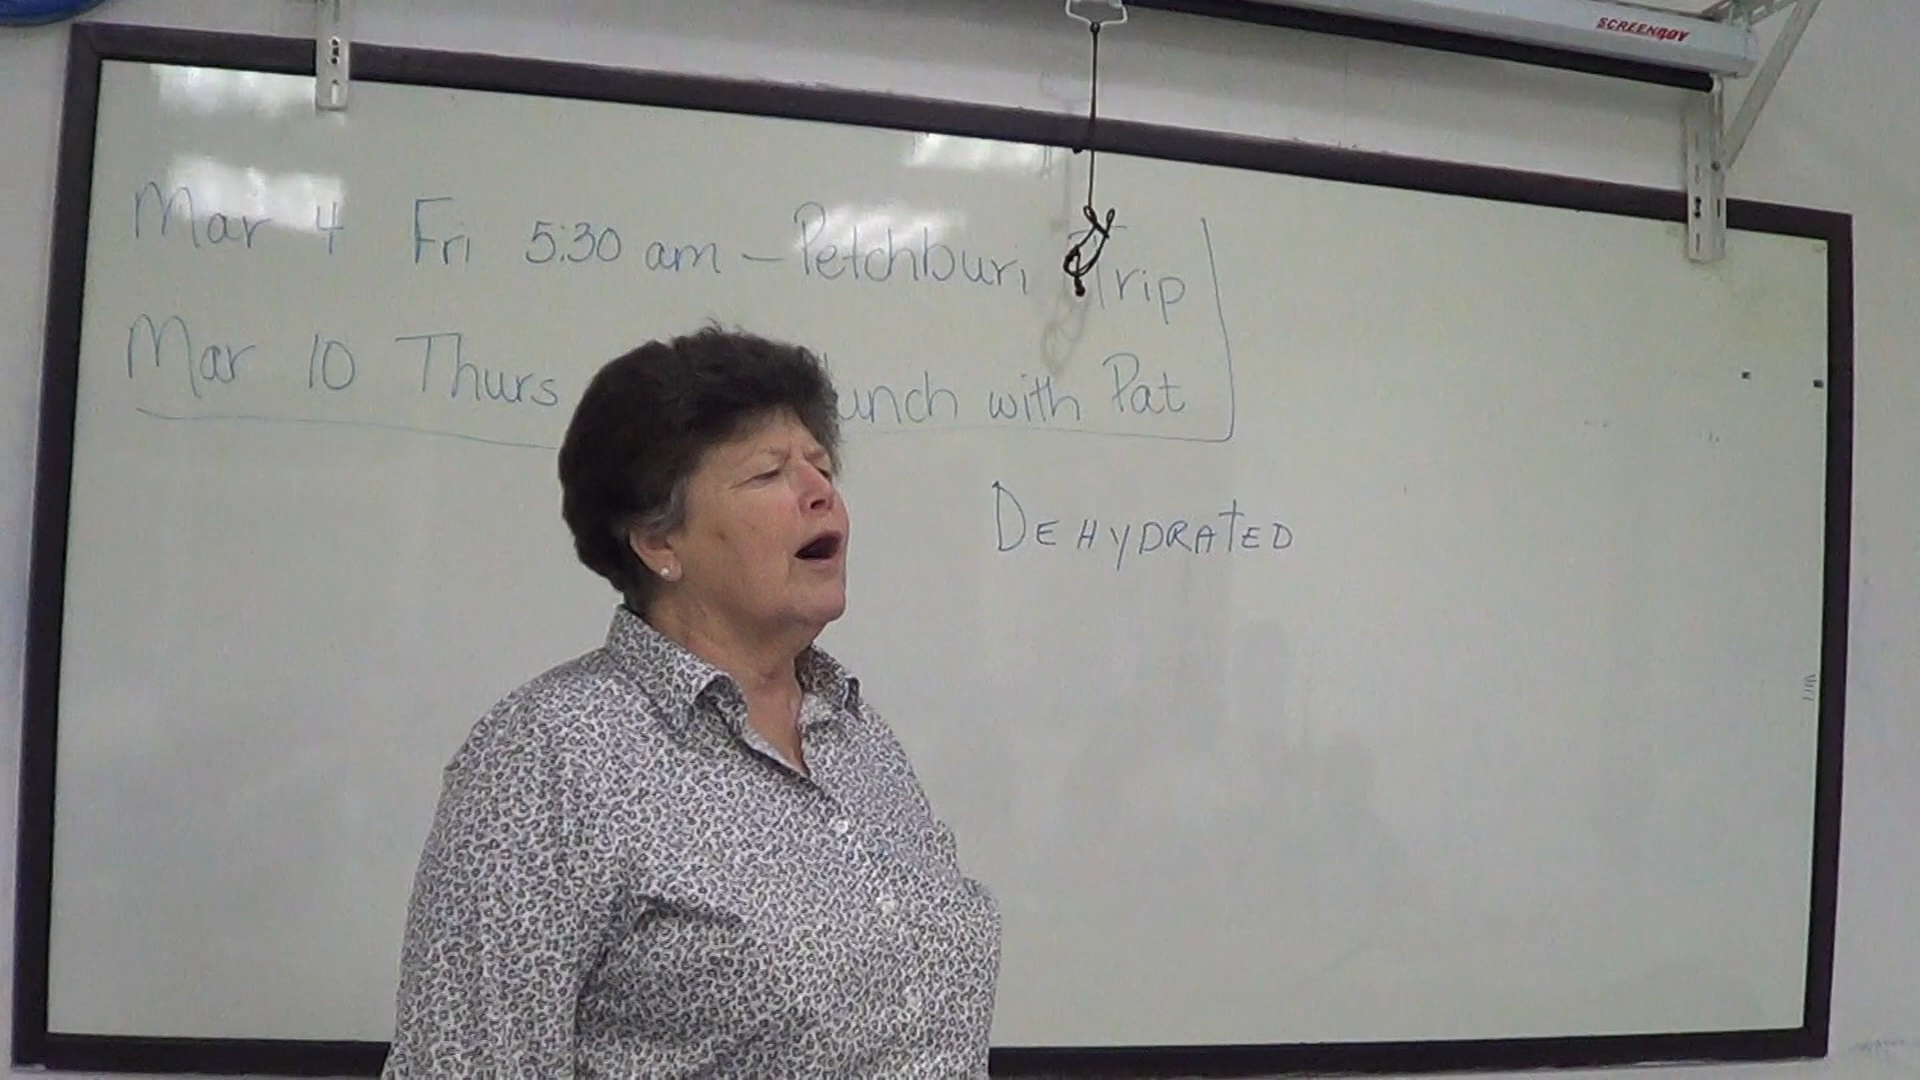 SCREENBOY
Mar 4 Fri 5:30 am - Petchburi Trip
Mar 10 Thurs unch with Pat
DEHYDRATED